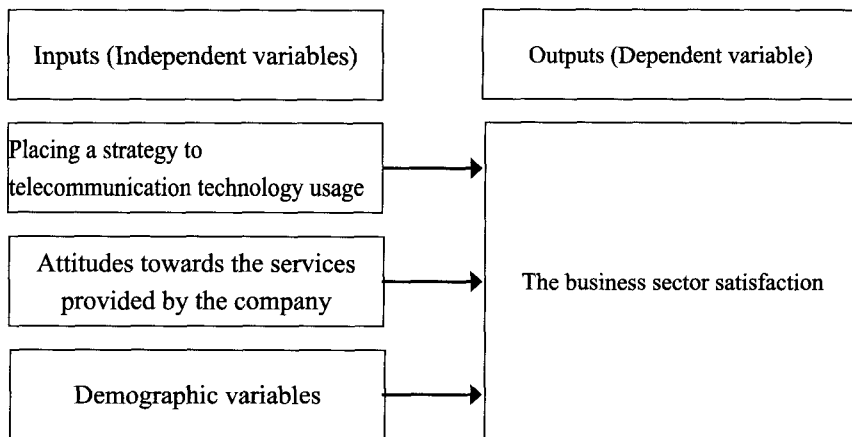 Inputs (Independent variables)
Outputs (Dependent variable)
Placing a strategy to
telecommunication technology usage
Attitudes towards the services
provided by the company
The business sector satisfaction
Demographic variables